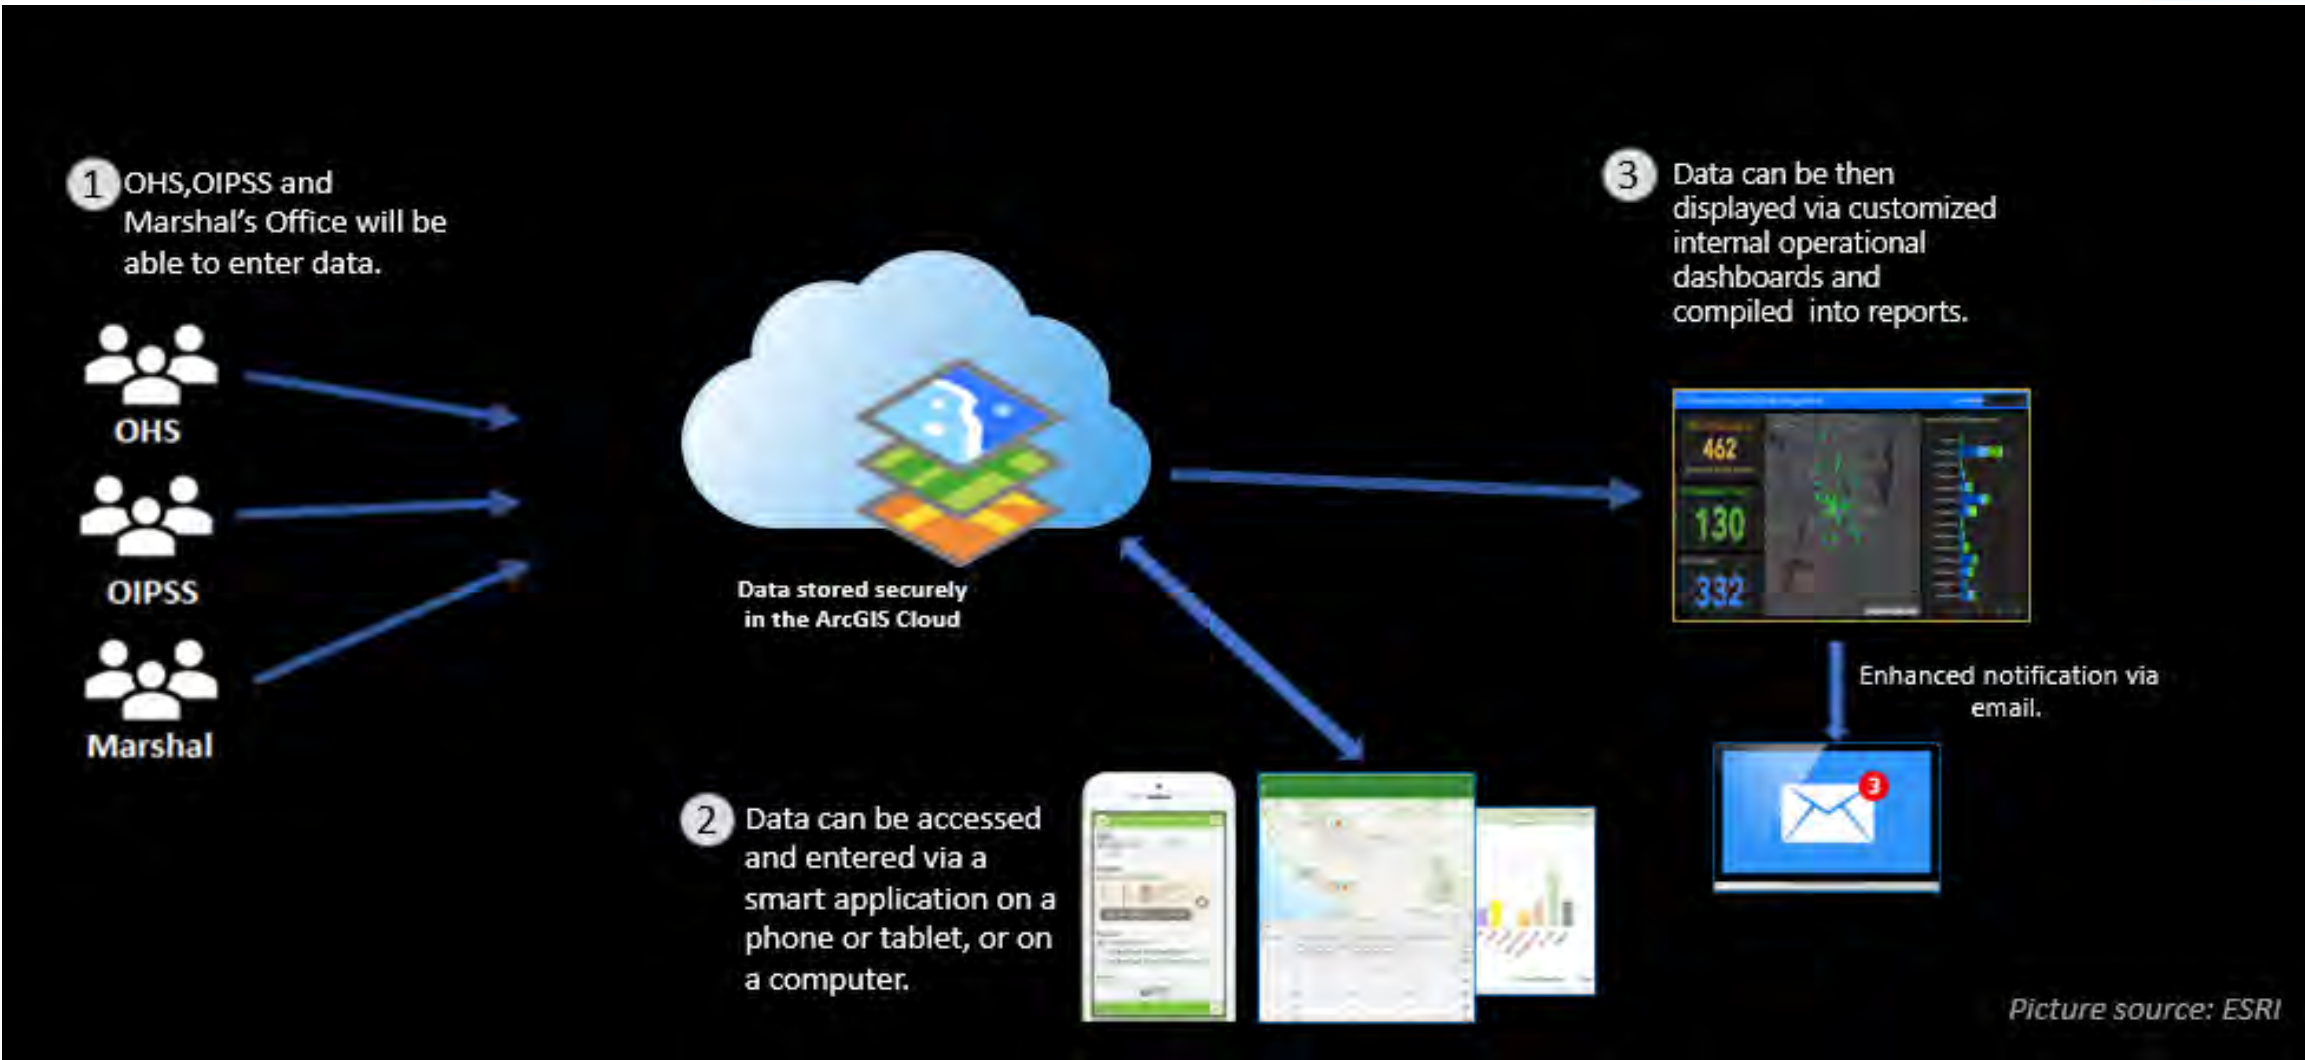 1
OHS,OIPSS and
Marshal's Office will be
able to enter data.
OHS
OIPSS
Marshal
Data stored securely
in the ArcGIS Cloud
2
Data can be accessed
and entered via a
smart application on a
phone or tablet, or on
a computer.
3
Data can be then
displayed via customized
internal operational
dashboards and
compiled into reports.
462
130
332
Enhanced notification via
email.
3
Picture source: ESRI